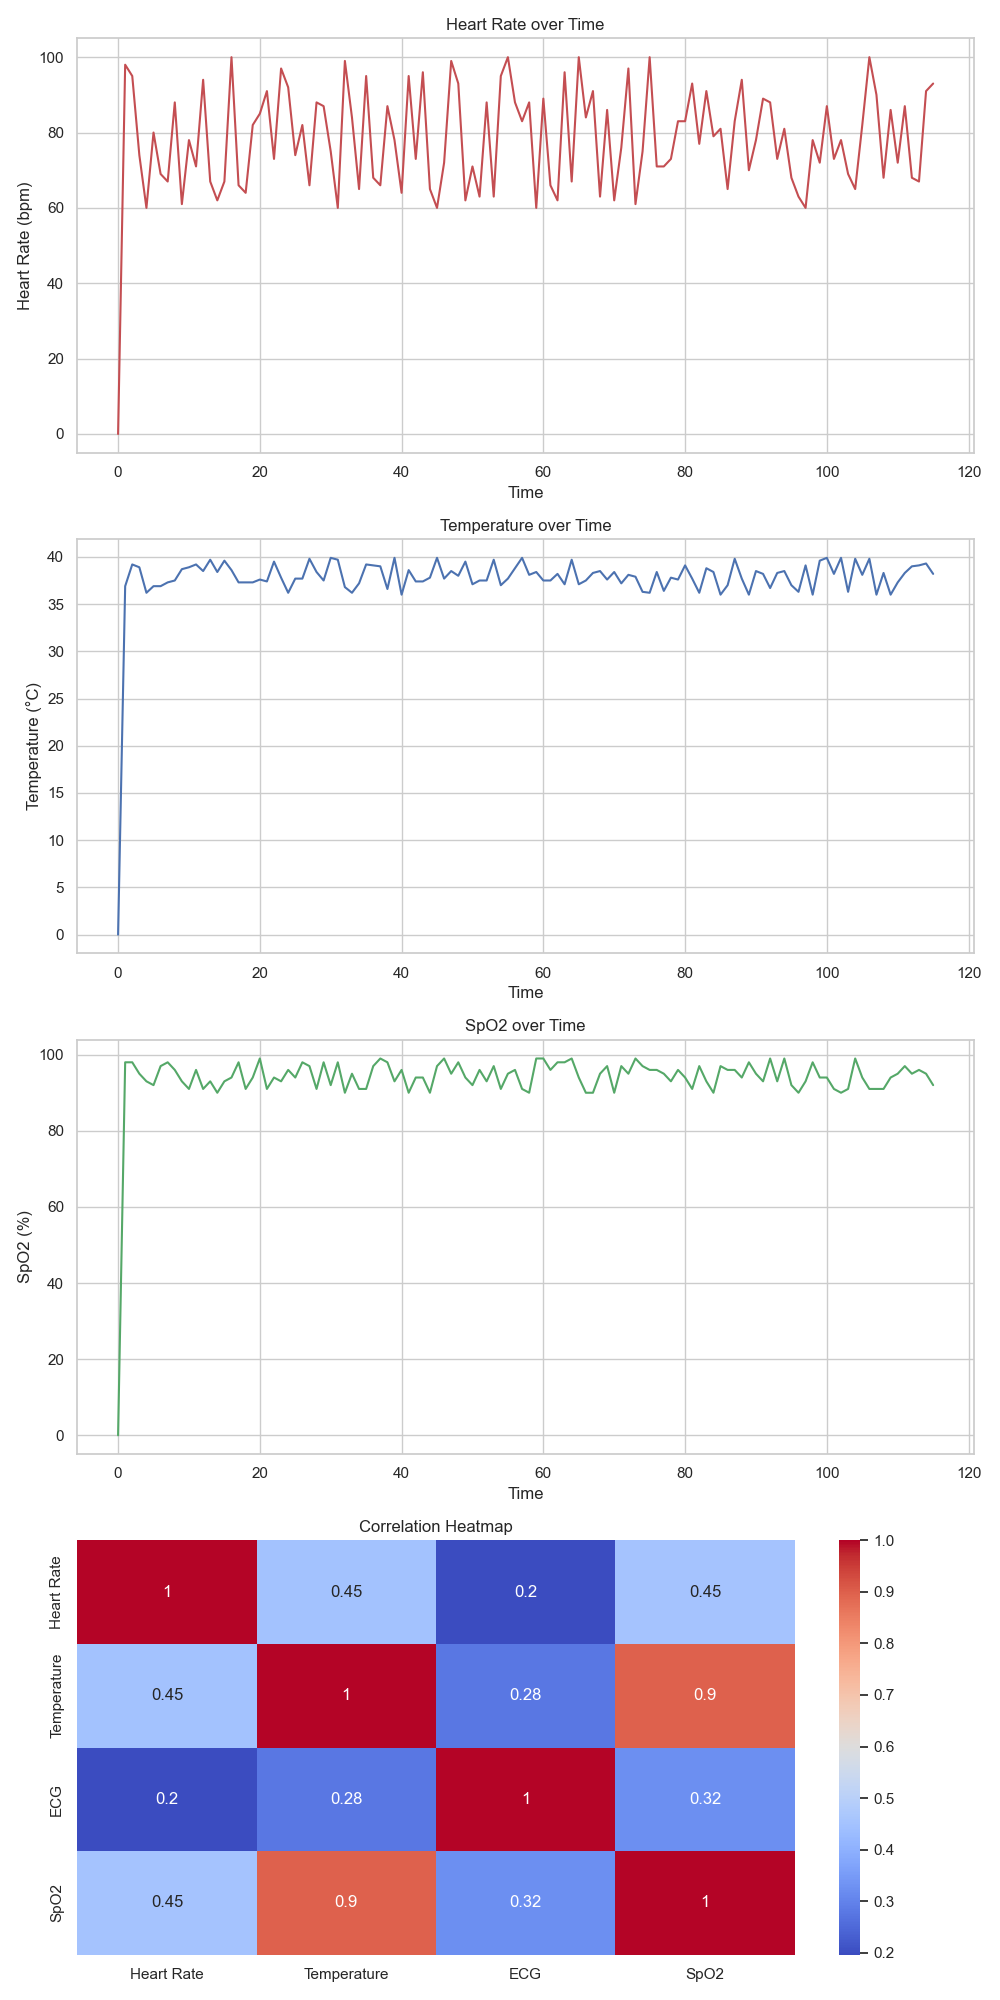 Heart Rate over Time
100
80
60
40
20
0
Heart Rate (bpm)
0 20 40 60 80 100 120
Time
Temperature over Time
40
35
30
25
20
15
10
5
0
Temperature (°C)
0 20 40 60 80 100 120
Time
SpO2 over Time
100
80
60
40
20
0
SpO2 (%)
0 20 40 60 80 100 120
Time
Correlation Heatmap
Heart Rate 1 0.45 0.2 0.45
Temperature 0.45 1 0.28 0.9
ECG 0.2 0.28 1 0.32
SpO2 0.45 0.9 0.32 1
Heart Rate Temperature ECG SpO2
1.0
0.9
0.8
0.7
0.6
0.5
0.4
0.3
0.2